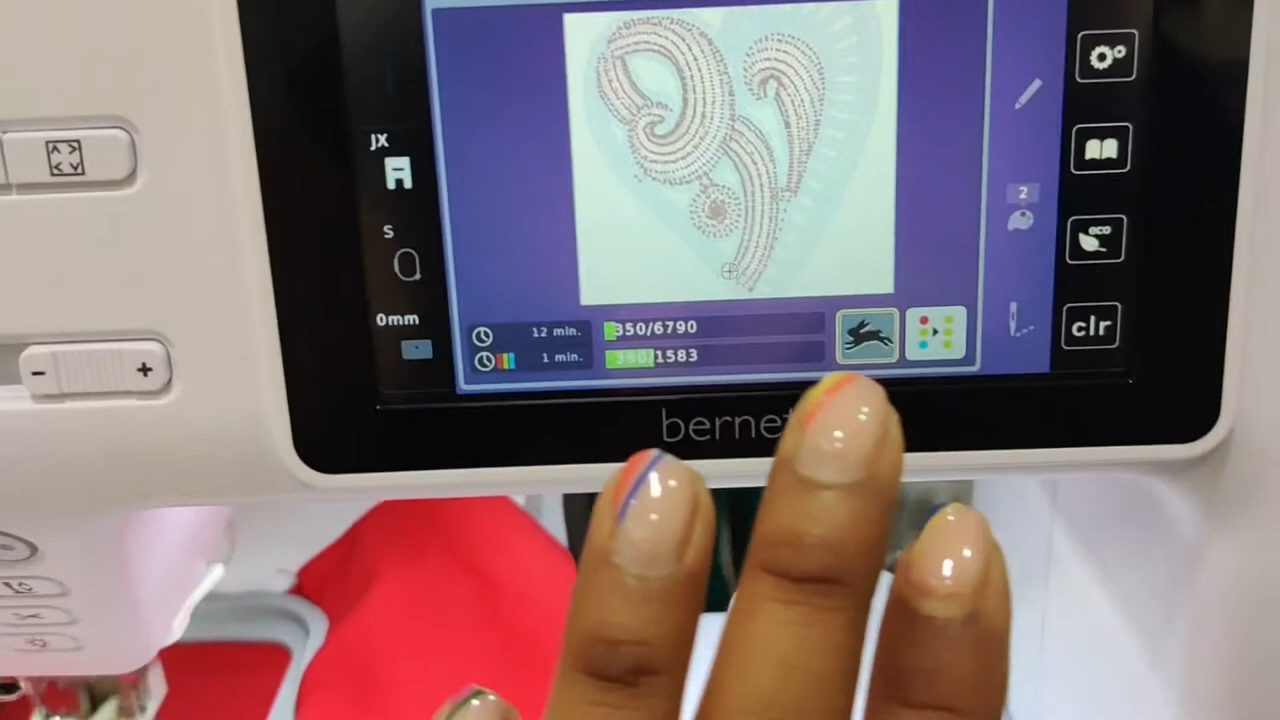 JX
S
0mm
2
eco
clr
12 min.
350/6790
1 min.
350/1583
- +
bernet